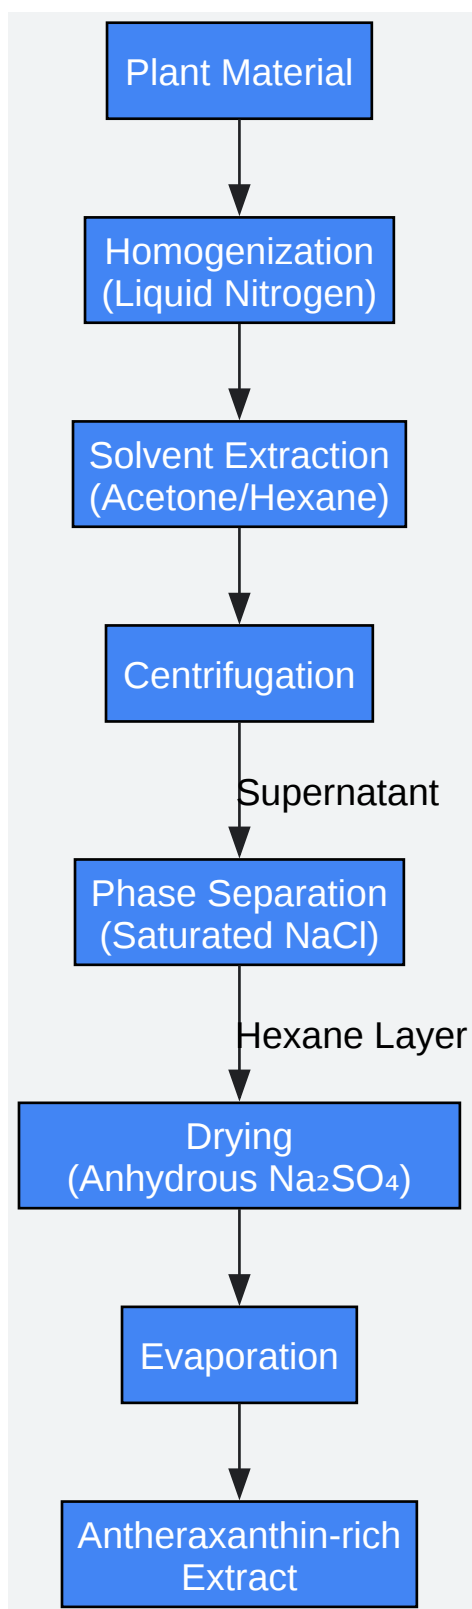 Plant Material
Homogenization
(Liquid Nitrogen)
Solvent Extraction
(Acetone/Hexane)
Centrifugation
Supernatant
Phase Separation
(Saturated NaCl)
Hexane Layer
Drying
(Anhydrous Na₂SO₄)
Evaporation
Antheraxanthin-rich
Extract